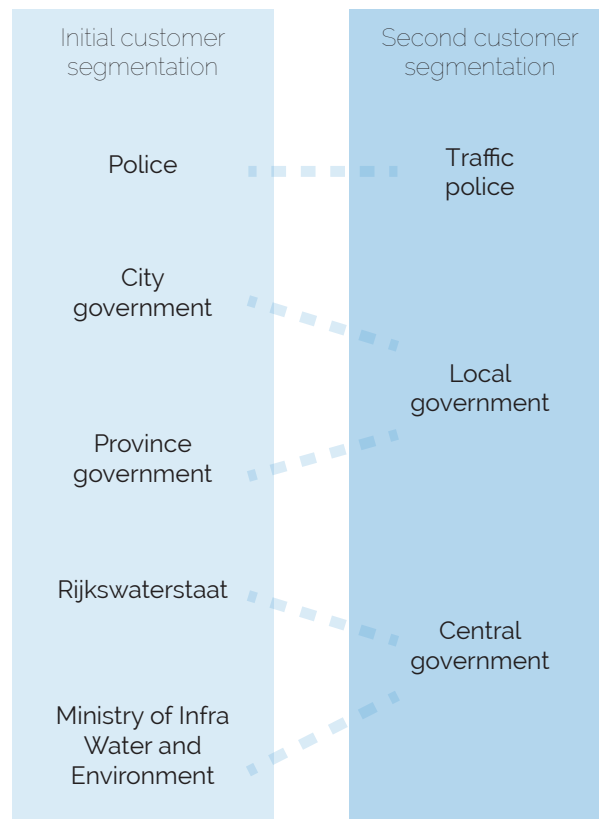 Initial customer
segmentation
Police
City
government
Province
government
Rijkswaterstaat
Ministry of Infra
Water and
Environment
Second customer
segmentation
Traffic
police
Local
government
Central
government